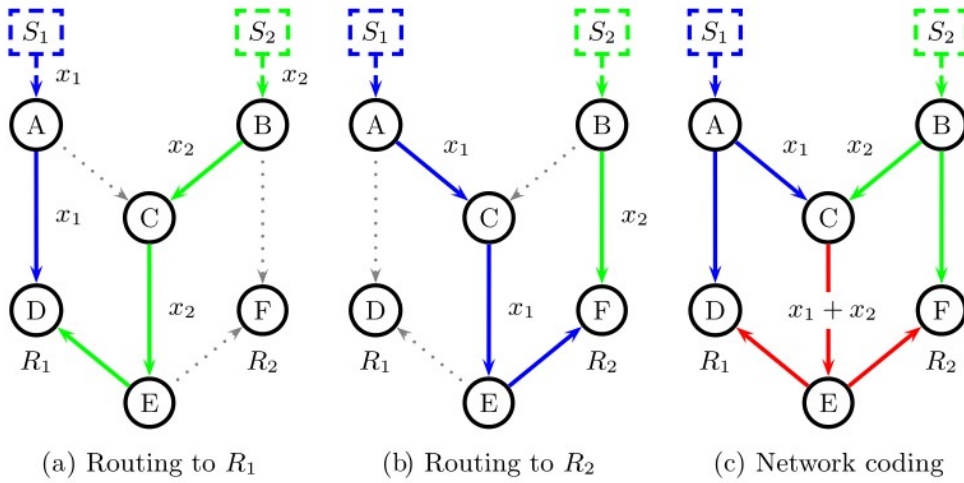 S₁ S₂ S₁ S₂ S₁ S₂
x₁ x₂
A B A B A B
x₂ x₁ x₁ x₂
C C C
x₁ x₂
D x₂ F D x₁ F D x₁ + x₂ F
R₁ R₂ R₁ R₂ R₁ R₂
E E E
(a) Routing to R₁ (b) Routing to R₂ (c) Network coding